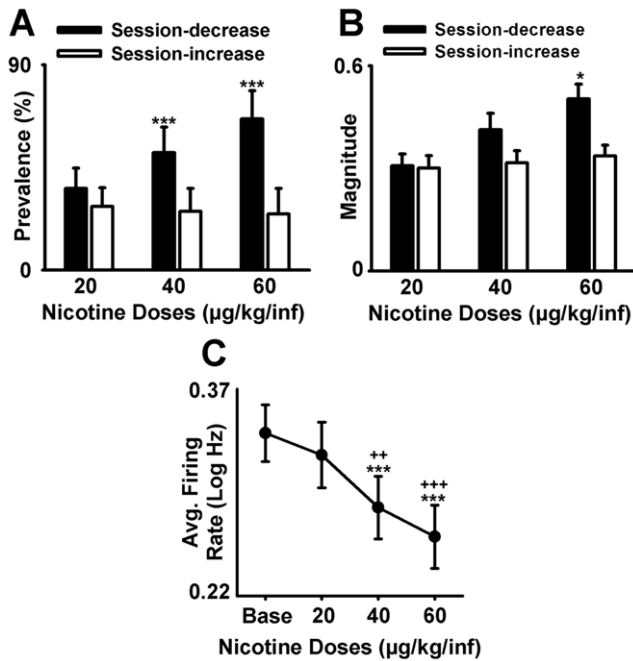 A
Session-decrease
Session-increase
90
Prevalence (%)
***
***
0
20 40 60
Nicotine Doses (µg/kg/inf)
B
Session-decrease
Session-increase
0.6
Magnitude
*
0
20 40 60
Nicotine Doses (µg/kg/inf)
C
0.37
Avg. Firing
Rate (Log Hz)
++
***
+++
***
0.22
Base 20 40 60
Nicotine Doses (µg/kg/inf)